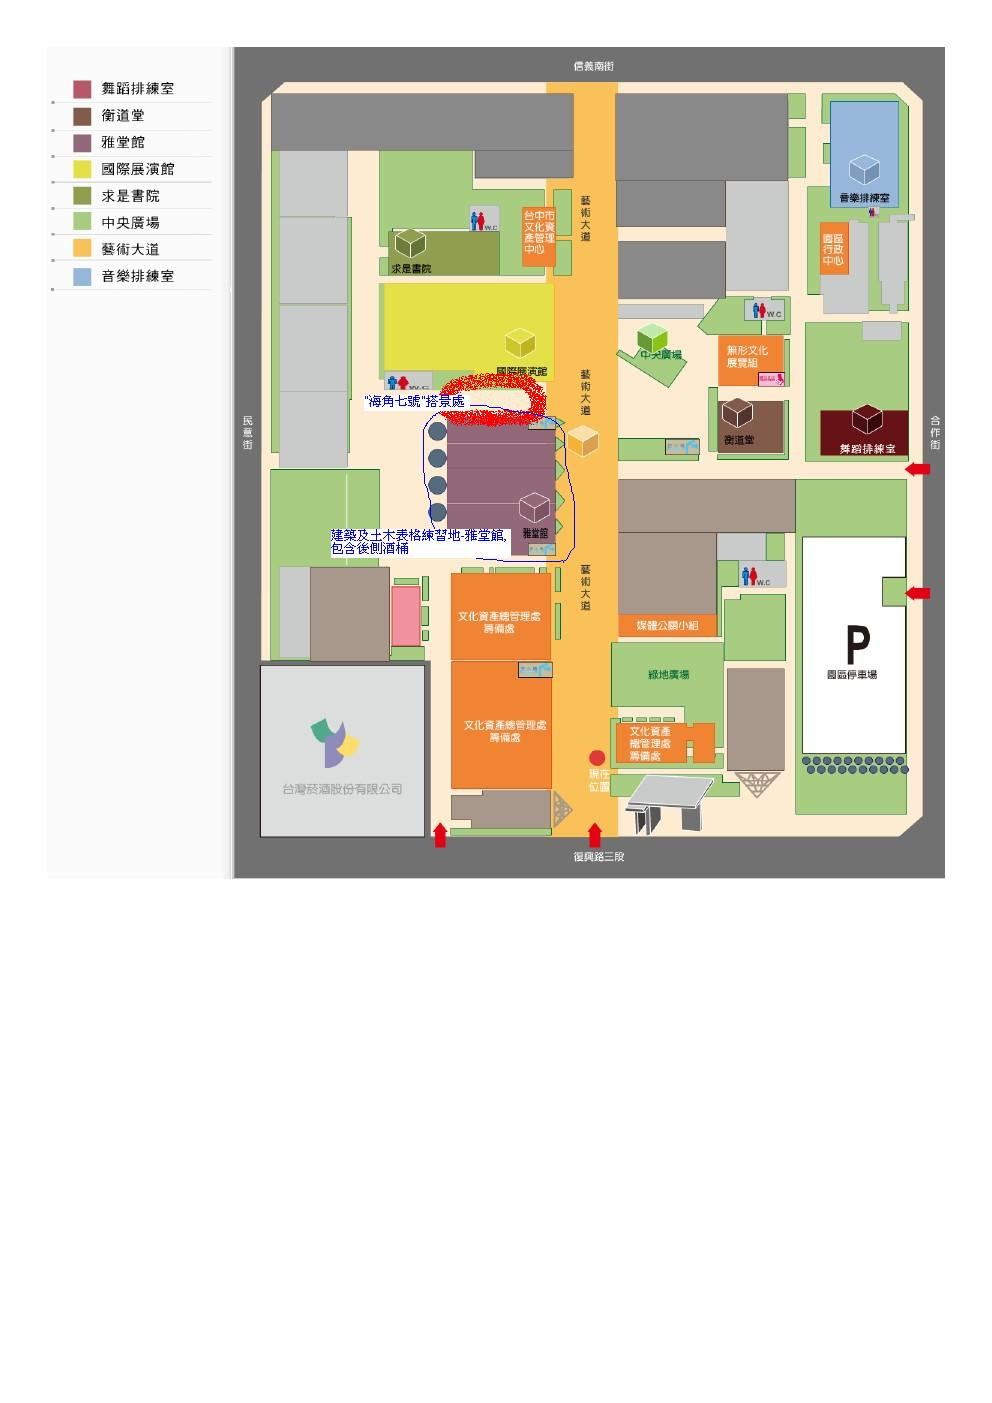 信義南街
舞蹈排練室
衡道堂
雅堂館
國際展演館
求是書院
中央廣場
藝術大道
音樂排練室
藝術大道
台中市
文化資
產管理
中心
W.C
求是書院
音樂排練室
園區
行政
中心
W.C
中央廣場
無形文化
展覽組
國際展演館
W.C
藝術大道
"海角七號"搭景處
民意街
合作街
衡道堂
舞蹈排練室
雅堂館
建築及土木表格練習地-雅堂館,
包含後側酒桶
藝術大道
W.C
文化資產總管理處
籌備處
媒體公關小組
P
園區停車場
綠地廣場
文化資產總管理處
籌備處
文化資產
總管理處
籌備處
現在
位置
台灣菸酒股份有限公司
復興路三段